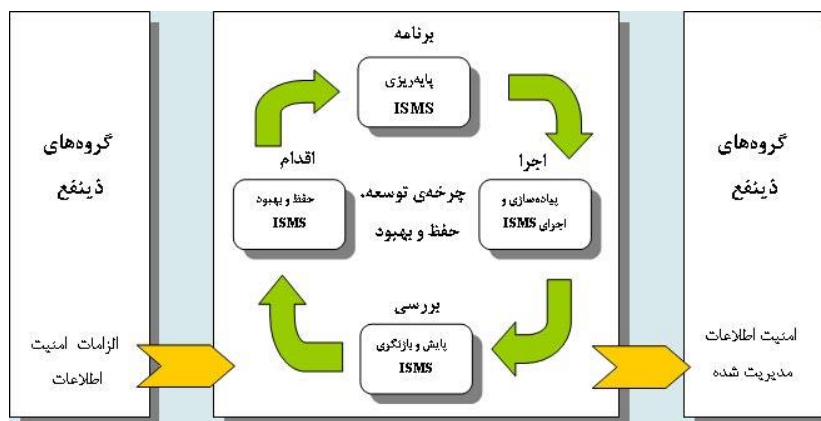 برنامه
پایه‌ریزی
ISMS
گروه‌های
ذینفع
گروه‌های
ذینفع
اقدام
اجرا
حفظ و بهبود
ISMS
چرخه‌ی توسعه،
حفظ و بهبود
پیاده‌سازی و
اجرای ISMS
بررسی
پایش و بازنگری
ISMS
الزامات امنیت
اطلاعات
امنیت اطلاعات
مدیریت شده